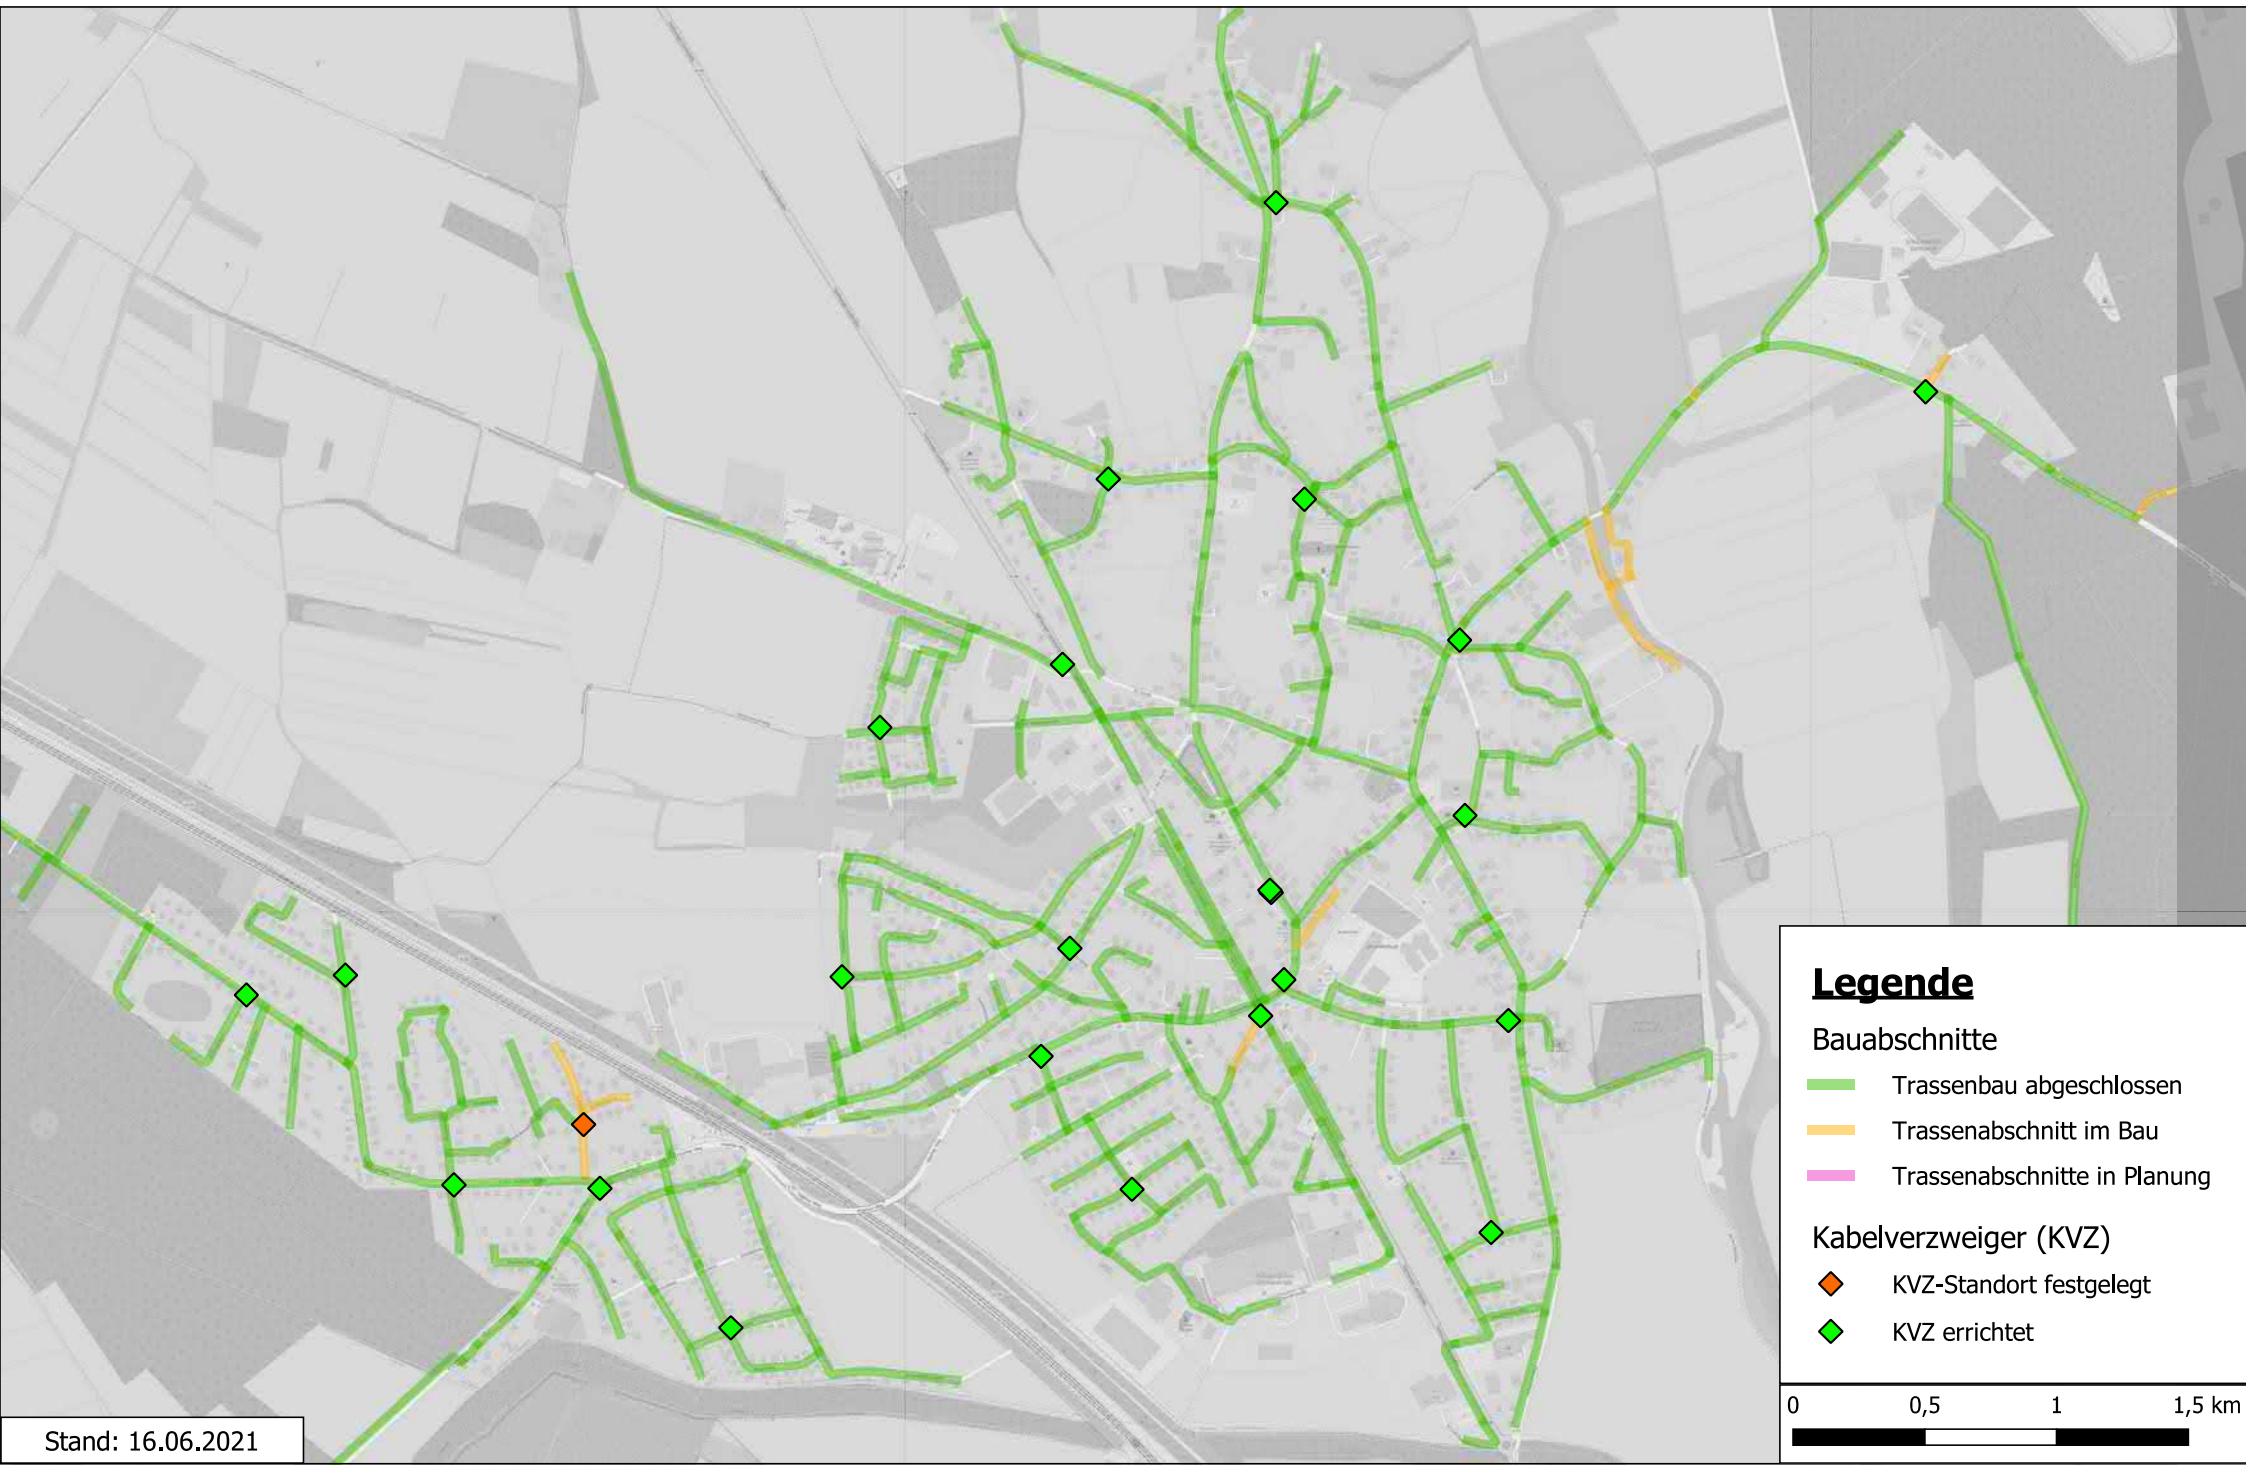 Legende
Bauabschnitte
Trassenbau abgeschlossen
Trassenabschnitt im Bau
Trassenabschnitte in Planung
Kabelverzweiger (KVZ)
KVZ-Standort festgelegt
KVZ errichtet
0 0,5 1 1,5 km
Stand: 16.06.2021